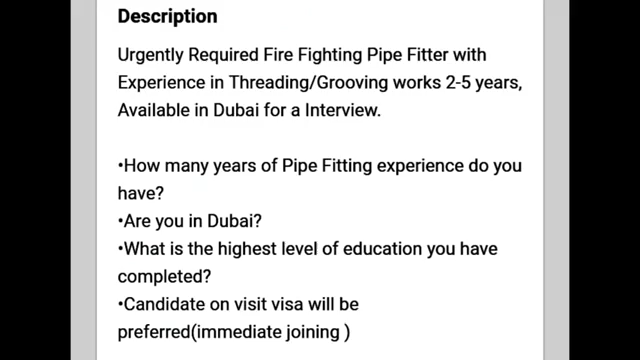 Description
Urgently Required Fire Fighting Pipe Fitter with
Experience in Threading/Grooving works 2-5 years,
Available in Dubai for a Interview.
•How many years of Pipe Fitting experience do you
have?
•Are you in Dubai?
•What is the highest level of education you have
completed?
•Candidate on visit visa will be
preferred(immediate joining )